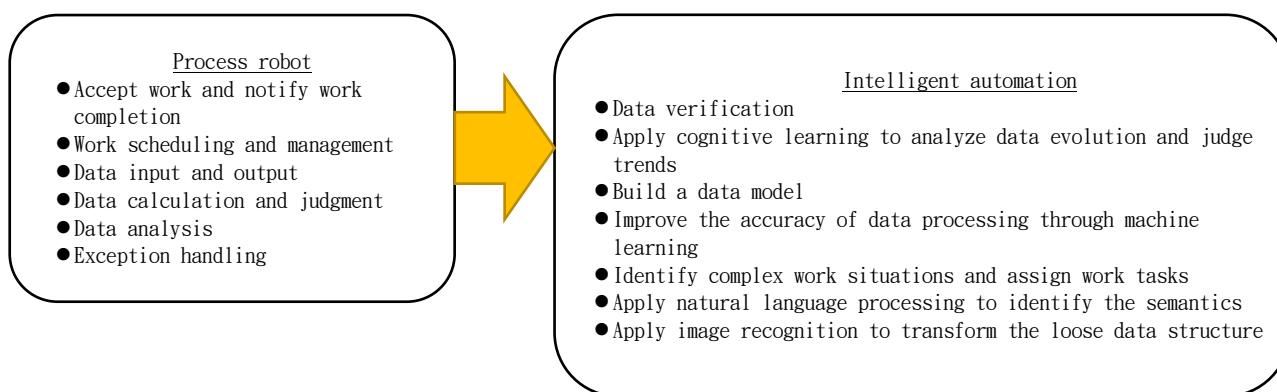 Process robot
●Accept work and notify work
completion
●Work scheduling and management
●Data input and output
●Data calculation and judgment
●Data analysis
●Exception handling
Intelligent automation
●Data verification
●Apply cognitive learning to analyze data evolution and judge
trends
●Build a data model
●Improve the accuracy of data processing through machine
learning
●Identify complex work situations and assign work tasks
●Apply natural language processing to identify the semantics
●Apply image recognition to transform the loose data structure